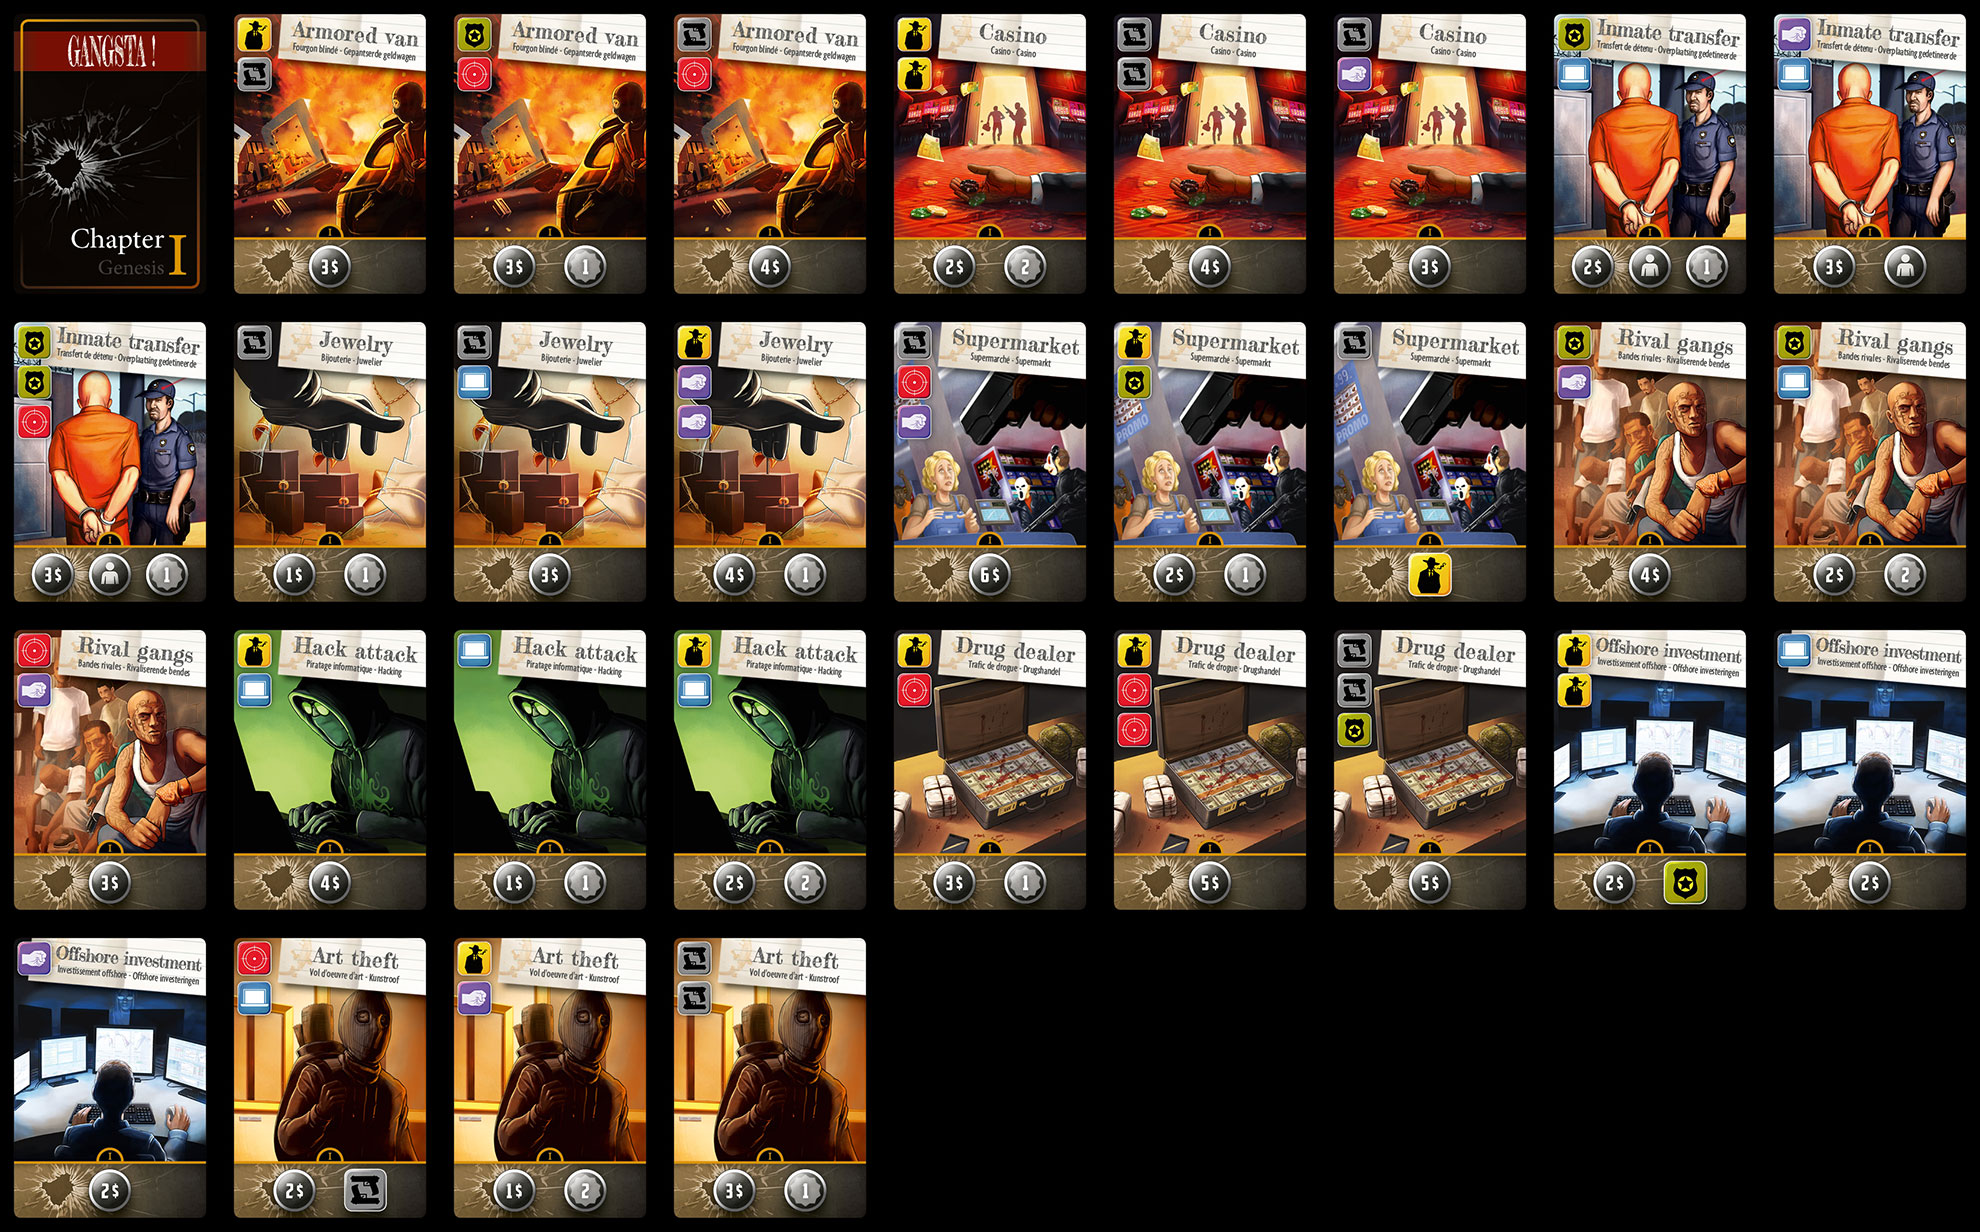 GANGSTA!
Chapter I
Genesis
Armored van
Fourgon blindé - Gepantserde geldwagen
I
3$
Armored van
Fourgon blindé - Gepantserde geldwagen
I
3$ 1
Armored van
Fourgon blindé - Gepantserde geldwagen
I
4$
Casino
Casino - Casino
I
2$ 2
Casino
Casino - Casino
I
4$
Casino
Casino - Casino
I
3$
Inmate transfer
Transfert de détenu - Overplaatsing gedetineerde
I
2$ 1
Inmate transfer
Transfert de détenu - Overplaatsing gedetineerde
I
3$
Inmate transfer
Transfert de détenu - Overplaatsing gedetineerde
I
3$ 1
Jewelry
Bijouterie - Juwelier
I
1$ 1
Jewelry
Bijouterie - Juwelier
I
3$
Jewelry
Bijouterie - Juwelier
I
4$ 1
Supermarket
Supermarché - Supermarkt
I
6$
Supermarket
Supermarché - Supermarkt
PROMO
I
2$ 1
Supermarket
Supermarché - Supermarkt
PROMO
I
Rival gangs
Bandes rivales - Rivaliserende bendes
I
4$
Rival gangs
Bandes rivales - Rivaliserende bendes
I
2$ 2
Rival gangs
Bandes rivales - Rivaliserende bendes
I
3$
Hack attack
Piratage informatique - Hacking
I
4$
Hack attack
Piratage informatique - Hacking
I
1$ 1
Hack attack
Piratage informatique - Hacking
I
2$ 2
Drug dealer
Trafic de drogue - Drugshandel
I
3$ 1
Drug dealer
Trafic de drogue - Drugshandel
I
5$
Drug dealer
Trafic de drogue - Drugshandel
I
5$
Offshore investment
Investissement offshore - Offshore investeringen
I
2$
Offshore investment
Investissement offshore - Offshore investeringen
I
2$
Offshore investment
Investissement offshore - Offshore investeringen
I
2$
Art theft
Vol d'oeuvre d'art - Kunstroof
I
2$
Art theft
Vol d'oeuvre d'art - Kunstroof
I
1$ 2
Art theft
Vol d'oeuvre d'art - Kunstroof
I
3$ 1